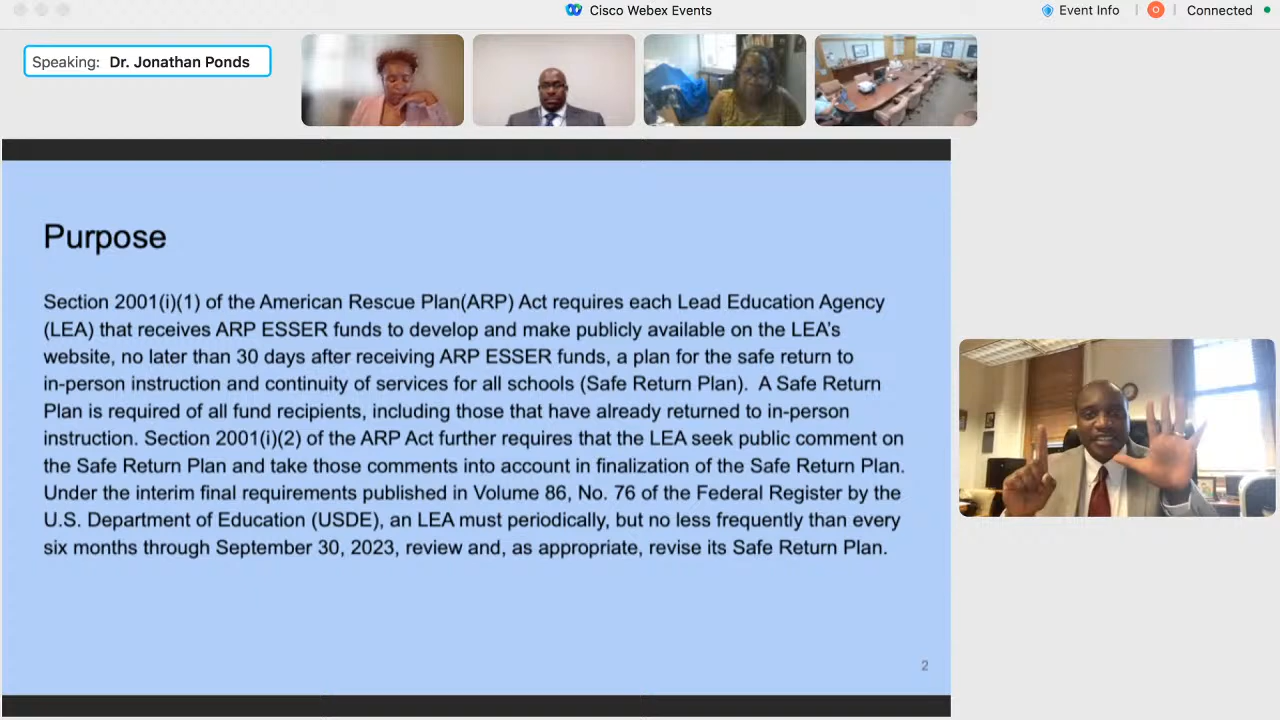 Cisco Webex Events
Event Info
Connected
Speaking: Dr. Jonathan Ponds
Purpose
Section 2001(i)(1) of the American Rescue Plan(ARP) Act requires each Lead Education Agency
(LEA) that receives ARP ESSER funds to develop and make publicly available on the LEA's
website, no later than 30 days after receiving ARP ESSER funds, a plan for the safe return to
in-person instruction and continuity of services for all schools (Safe Return Plan). A Safe Return
Plan is required of all fund recipients, including those that have already returned to in-person
instruction. Section 2001(i)(2) of the ARP Act further requires that the LEA seek public comment on
the Safe Return Plan and take those comments into account in finalization of the Safe Return Plan.
Under the interim final requirements published in Volume 86, No. 76 of the Federal Register by the
U.S. Department of Education (USDE), an LEA must periodically, but no less frequently than every
six months through September 30, 2023, review and, as appropriate, revise its Safe Return Plan.
2